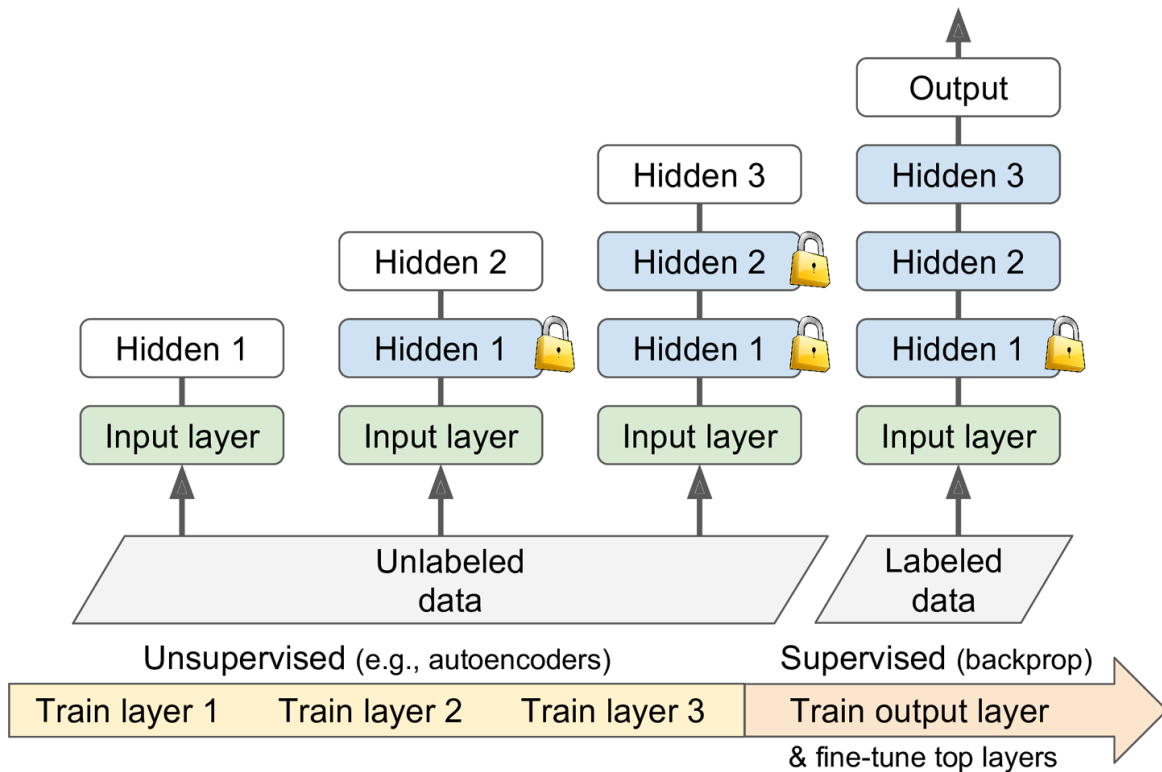 Output
Hidden 3
Hidden 3
Hidden 2
Hidden 2
Hidden 2
Hidden 1
Hidden 1
Hidden 1
Hidden 1
Input layer
Input layer
Input layer
Input layer
Unlabeled
data
Labeled
data
Unsupervised (e.g., autoencoders)
Supervised (backprop)
Train layer 1
Train layer 2
Train layer 3
Train output layer
& fine-tune top layers